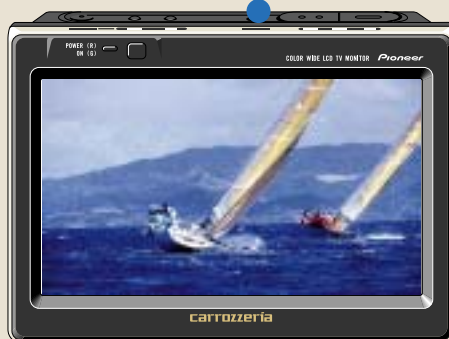 POWER (R)
ON (G)
COLOR WIDE LCD TV MONITOR Pioneer
carrozzeria